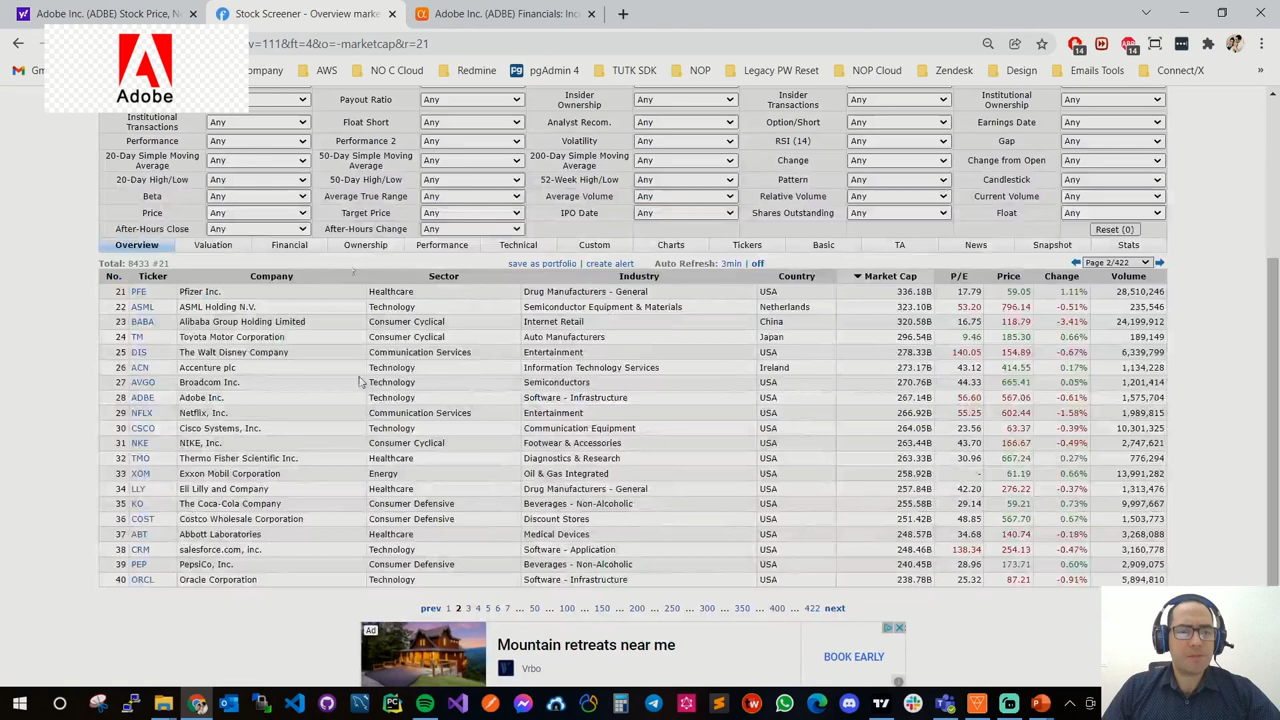 Adobe Inc. (ADBE) Stock Price, N
Stock Screener - Overview marke
Adobe Inc. (ADBE) Financials: Inc
v=111&ft=4&o=-marketcap&r=21
14
14
Gm
ompany
AWS
NO C Cloud
Redmine
pgAdmin 4
TUTK SDK
NOP
Legacy PW Reset
NOP Cloud
Zendesk
Design
Emails Tools
Connect/X
Adobe
Any Payout Ratio Any Insider Ownership Any Insider Transactions Any Institutional Ownership Any
Institutional Transactions Any Float Short Any Analyst Recom. Any Option/Short Any Earnings Date Any
Performance Any Performance 2 Any Volatility Any RSI (14) Any Gap Any
20-Day Simple Moving Average Any 50-Day Simple Moving Average Any 200-Day Simple Moving Average Any Change Any Change from Open Any
20-Day High/Low Any 50-Day High/Low Any 52-Week High/Low Any Pattern Any Candlestick Any
Beta Any Average True Range Any Average Volume Any Relative Volume Any Current Volume Any
Price Any Target Price Any IPO Date Any Shares Outstanding Any Float Any
After-Hours Close Any After-Hours Change Any Reset (0)
Overview Valuation Financial Ownership Performance Technical Custom Charts Tickers Basic TA News Snapshot Stats
Total: 8433 #21 save as portfolio | create alert Auto Refresh: 3min | off Page 2/422
No. Ticker Company Sector Industry Country Market Cap P/E Price Change Volume
21 PFE Pfizer Inc. Healthcare Drug Manufacturers - General USA 336.18B 17.79 59.05 1.11% 28,510,246
22 ASML ASML Holding N.V. Technology Semiconductor Equipment & Materials Netherlands 323.10B 53.20 796.14 -0.51% 235,546
23 BABA Alibaba Group Holding Limited Consumer Cyclical Internet Retail China 320.58B 16.75 118.79 -3.41% 24,199,912
24 TM Toyota Motor Corporation Consumer Cyclical Auto Manufacturers Japan 296.54B 9.46 185.30 0.66% 189,149
25 DIS The Walt Disney Company Communication Services Entertainment USA 278.33B 140.05 154.89 -0.67% 6,339,799
26 ACN Accenture plc Technology Information Technology Services Ireland 273.17B 43.12 414.55 0.17% 1,134,228
27 AVGO Broadcom Inc. Technology Semiconductors USA 270.76B 44.33 665.41 0.05% 1,201,414
28 ADBE Adobe Inc. Technology Software - Infrastructure USA 267.14B 56.60 567.06 -0.61% 1,575,704
29 NFLX Netflix, Inc. Communication Services Entertainment USA 266.92B 55.25 602.44 -1.58% 1,989,815
30 CSCO Cisco Systems, Inc. Technology Communication Equipment USA 264.05B 23.56 63.37 -0.39% 10,301,325
31 NKE NIKE, Inc. Consumer Cyclical Footwear & Accessories USA 263.44B 43.70 166.67 -0.49% 2,747,621
32 TMO Thermo Fisher Scientific Inc. Healthcare Diagnostics & Research USA 263.33B 30.96 667.24 0.27% 776,294
33 XOM Exxon Mobil Corporation Energy Oil & Gas Integrated USA 258.92B - 61.19 0.66% 13,991,282
34 LLY Eli Lilly and Company Healthcare Drug Manufacturers - General USA 257.84B 42.20 276.22 -0.37% 1,313,476
35 KO The Coca-Cola Company Consumer Defensive Beverages - Non-Alcoholic USA 255.58B 29.14 59.21 0.73% 9,997,667
36 COST Costco Wholesale Corporation Consumer Defensive Discount Stores USA 251.42B 48.85 567.70 0.67% 1,503,773
37 ABT Abbott Laboratories Healthcare Medical Devices USA 248.57B 34.68 140.74 -0.18% 3,268,088
38 CRM salesforce.com, inc. Technology Software - Application USA 248.46B 138.34 254.13 -0.47% 3,160,778
39 PEP PepsiCo, Inc. Consumer Defensive Beverages - Non-Alcoholic USA 240.45B 28.96 173.71 0.60% 2,909,075
40 ORCL Oracle Corporation Technology Software - Infrastructure USA 238.78B 25.32 87.21 -0.91% 5,894,810
prev 1 2 3 4 5 6 7 ... 50 ... 100 ... 150 ... 200 ... 250 ... 300 ... 350 ... 400 ... 422 next
Ad
Mountain retreats near me
Vrbo
BOOK EARLY